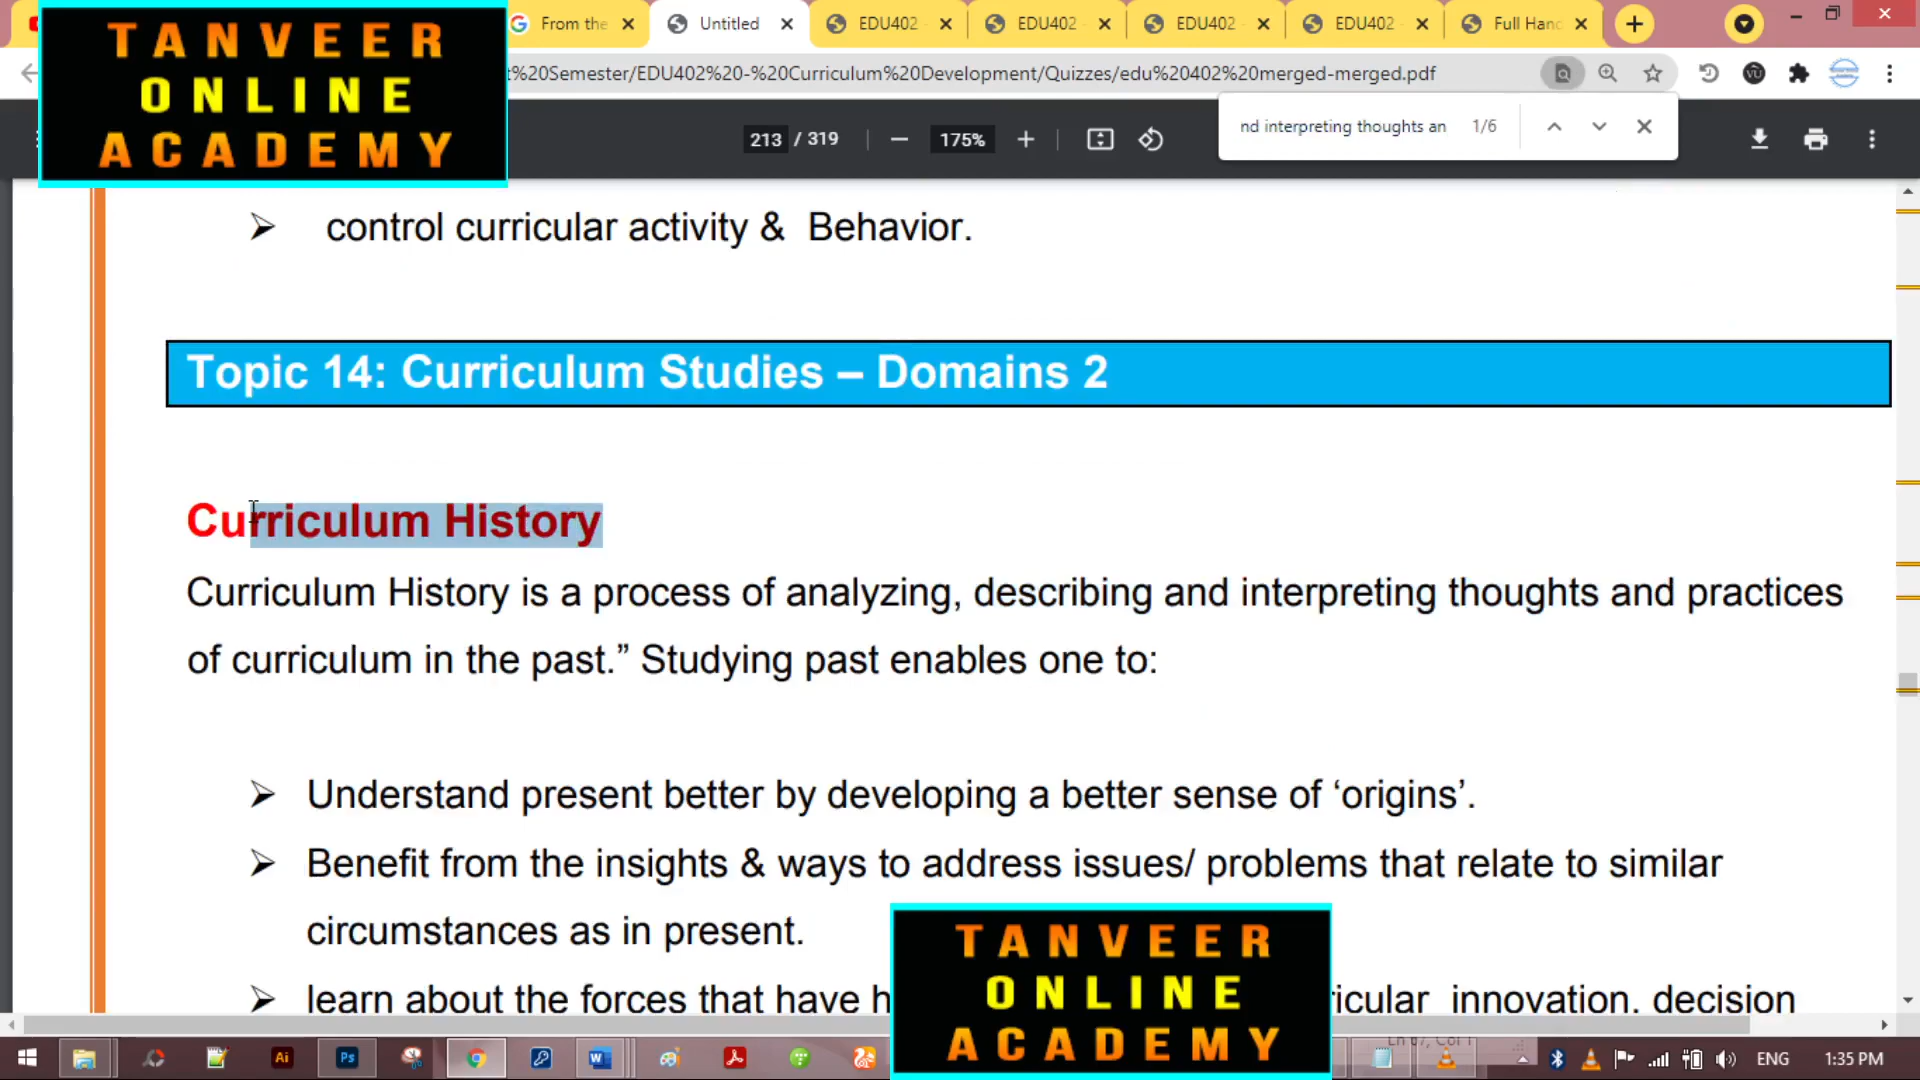 TANVEER
ONLINE
ACADEMY
From the
Untitled
EDU402
EDU402
EDU402
EDU402
Full Hand
t%20Semester/EDU402%20-%20Curriculum%20Development/Quizzes/edu%20402%20merged-merged.pdf
nd interpreting thoughts an 1/6
213 / 319
175%
control curricular activity & Behavior.
Topic 14: Curriculum Studies – Domains 2
Curriculum History
Curriculum History is a process of analyzing, describing and interpreting thoughts and practices
of curriculum in the past.” Studying past enables one to:
➢ Understand present better by developing a better sense of ‘origins’.
➢ Benefit from the insights & ways to address issues/ problems that relate to similar
circumstances as in present.
➢ learn about the forces that have h
innovation, decision
TANVEER
ONLINE
ACADEMY
ENG
1:35 PM